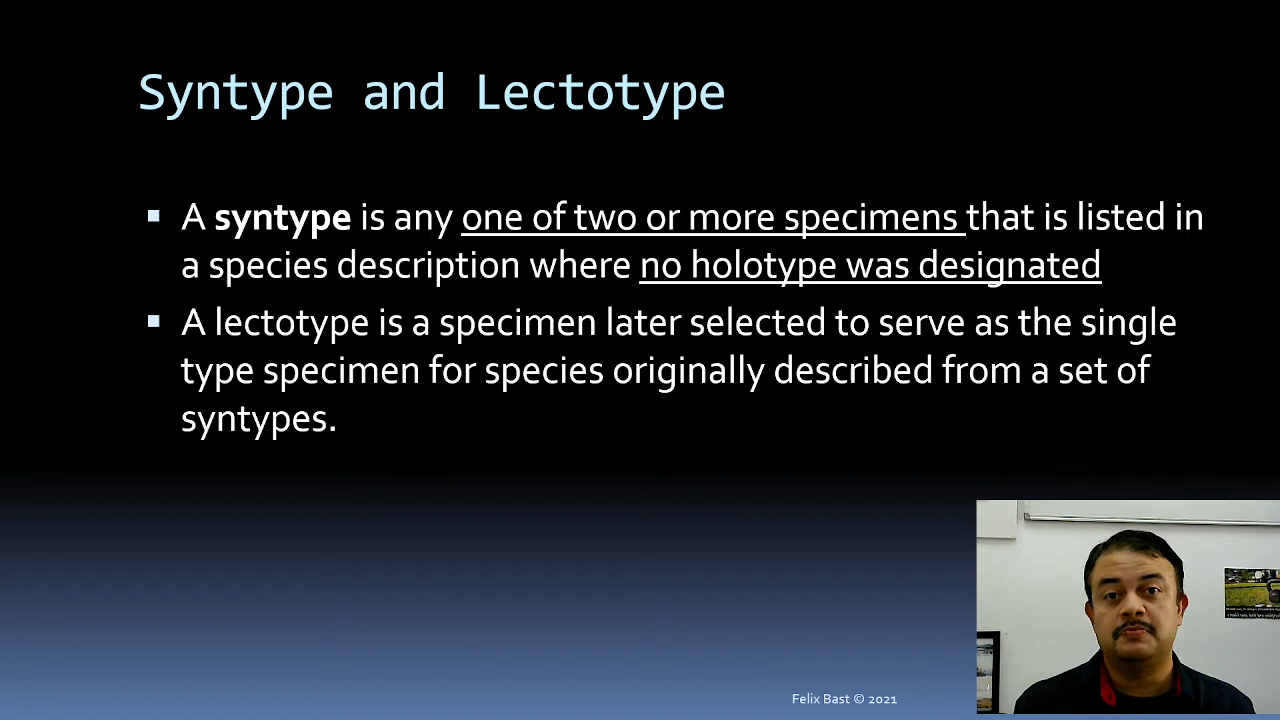 Syntype and Lectotype
A syntype is any one of two or more specimens that is listed in
a species description where no holotype was designated
A lectotype is a specimen later selected to serve as the single
type specimen for species originally described from a set of
syntypes.
Felix Bast © 2021